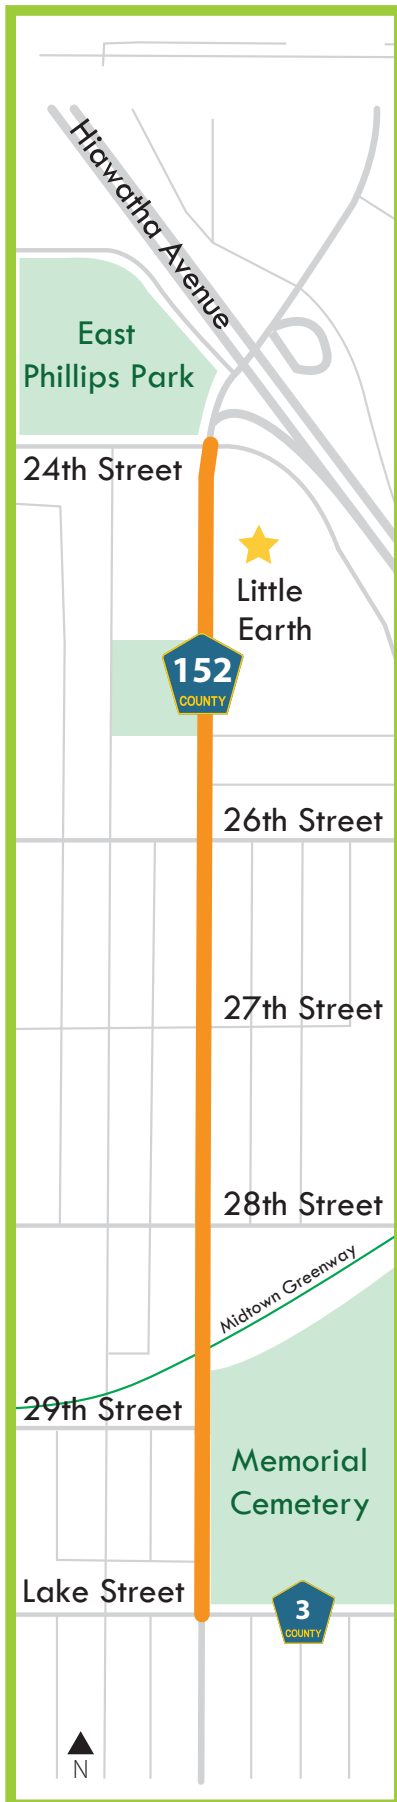 Hiawatha Avenue
East
Phillips Park
24th Street
Little
Earth
152
COUNTY
26th Street
27th Street
28th Street
Midtown Greenway
29th Street
Memorial
Cemetery
Lake Street
3
COUNTY
N